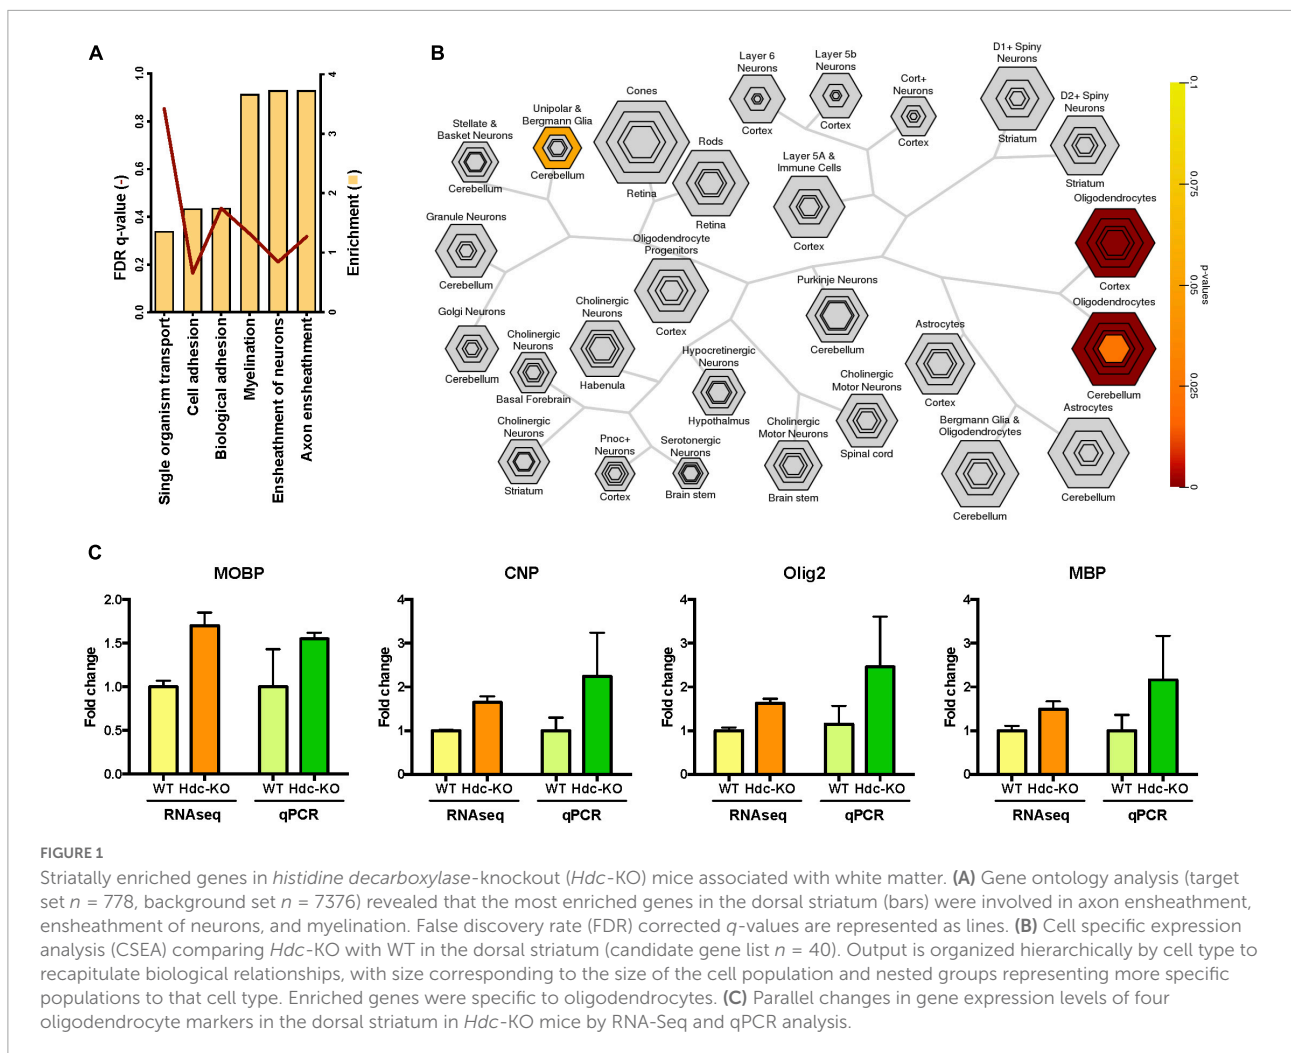 A
FDR q-value (-)
1.0
0.8
0.6
0.4
0.2
0.0
4
3
2
1
0
Enrichment (■)
Single organism transport
Cell adhesion
Biological adhesion
Myelination
Ensheathment of neurons
Axon ensheathment
B
Stellate &
Basket Neurons
Cerebellum
Unipolar &
Bergmann Glia
Cerebellum
Cones
Retina
Rods
Retina
Layer 6
Neurons
Cortex
Layer 5b
Neurons
Cortex
Cort+
Neurons
Cortex
D1+ Spiny
Neurons
Striatum
D2+ Spiny
Neurons
Striatum
Layer 5A &
Immune Cells
Cortex
Granule Neurons
Cerebellum
Oligodendrocyte
Progenitors
Cortex
Oligodendrocytes
Cortex
Oligodendrocytes
Cerebellum
Purkinje Neurons
Cerebellum
Golgi Neurons
Cerebellum
Cholinergic
Neurons
Basal Forebrain
Cholinergic
Neurons
Habenula
Hypocretinergic
Neurons
Hypothalmus
Astrocytes
Cortex
Cholinergic
Motor Neurons
Spinal cord
Cholinergic
Neurons
Striatum
Pnoc+
Neurons
Cortex
Serotonergic
Neurons
Brain stem
Cholinergic
Motor Neurons
Brain stem
Bergmann Glia &
Oligodendrocytes
Cerebellum
Astrocytes
Cerebellum
0.1
0.075
0.05
0.025
0
p-values
C
MOBP
Fold change
2.0
1.5
1.0
0.5
0.0
WT Hdc-KO WT Hdc-KO
RNAseq qPCR
CNP
Fold change
4
3
2
1
0
WT Hdc-KO WT Hdc-KO
RNAseq qPCR
Olig2
Fold change
4
3
2
1
0
WT Hdc-KO WT Hdc-KO
RNAseq qPCR
MBP
Fold change
4
3
2
1
0
WT Hdc-KO WT Hdc-KO
RNAseq qPCR
FIGURE 1
Striatally enriched genes in histidine decarboxylase-knockout (Hdc-KO) mice associated with white matter. (A) Gene ontology analysis (target
set n = 778, background set n = 7376) revealed that the most enriched genes in the dorsal striatum (bars) were involved in axon ensheathment,
ensheathment of neurons, and myelination. False discovery rate (FDR) corrected q-values are represented as lines. (B) Cell specific expression
analysis (CSEA) comparing Hdc-KO with WT in the dorsal striatum (candidate gene list n = 40). Output is organized hierarchically by cell type to
recapitulate biological relationships, with size corresponding to the size of the cell population and nested groups representing more specific
populations to that cell type. Enriched genes were specific to oligodendrocytes. (C) Parallel changes in gene expression levels of four
oligodendrocyte markers in the dorsal striatum in Hdc-KO mice by RNA-Seq and qPCR analysis.